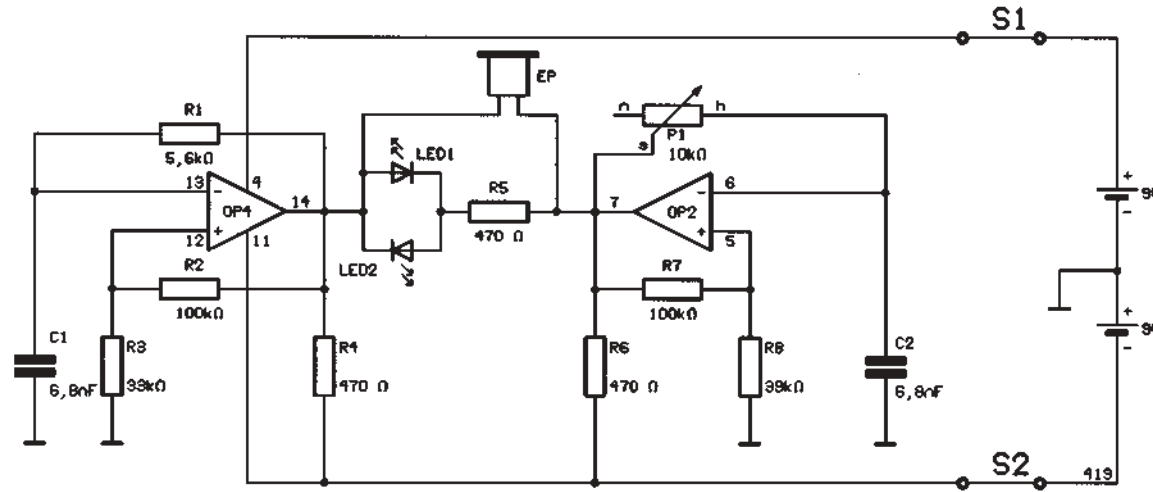 S1
EP
R1
5,6kΩ
n
h
P1
s
10kΩ
LED1
13
-
4
OP4
14
+
12
11
R5
470 Ω
7
-
6
OP2
+
5
+
-
LED2
R2
100kΩ
R7
100kΩ
C1
6,8nF
R3
39kΩ
R4
470 Ω
R6
470 Ω
R8
39kΩ
C2
6,8nF
+
-
S2
419